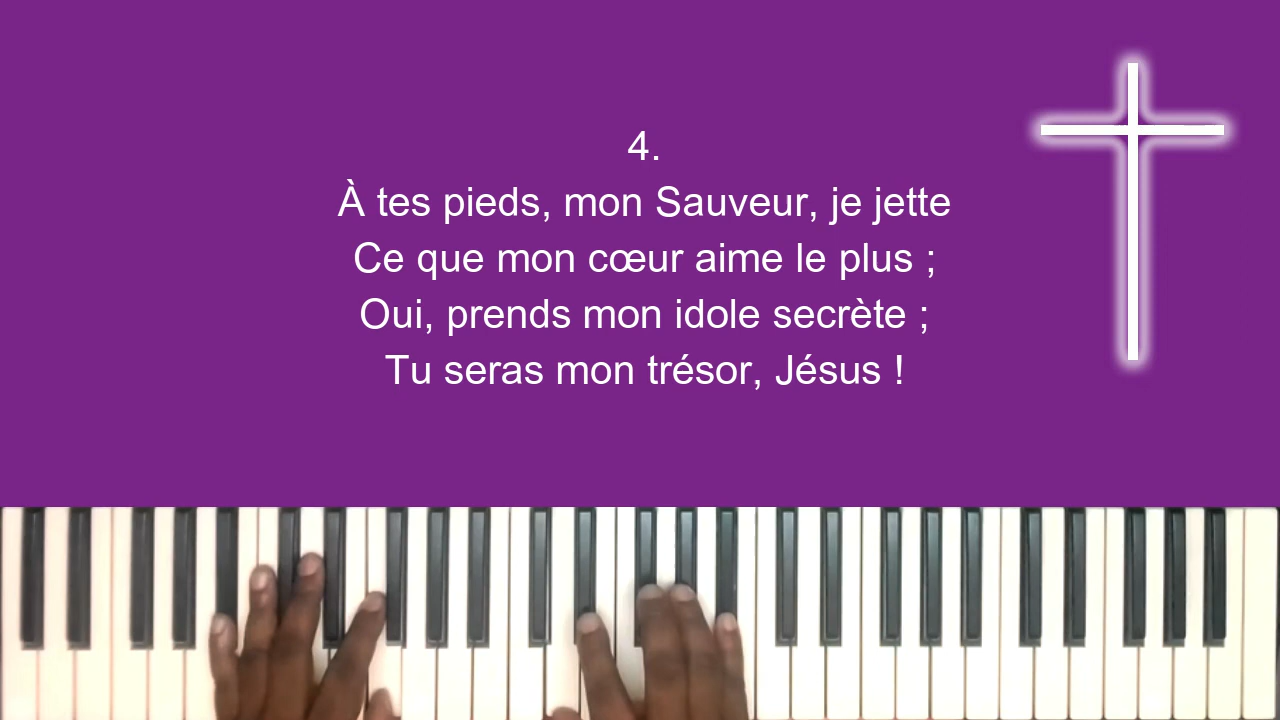 4.
À tes pieds, mon Sauveur, je jette
Ce que mon cœur aime le plus ;
Oui, prends mon idole secrète ;
Tu seras mon trésor, Jésus !